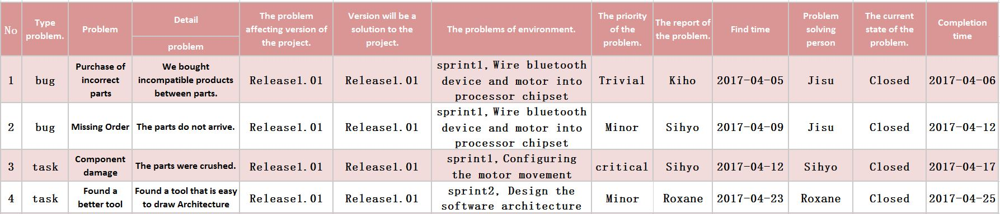 No
Type
problem.
Problem
Detail
problem
The problem
affecting version of
the project.
Version will be a
solution to the
project.
The problems of environment.
The priority
of the
problem.
The report of
the problem.
Find time
Problem
solving
person
The current
state of the
problem.
Completion
time
1
bug
Purchase of
incorrect
parts
We bought
incompatible products
between parts.
Release1.01
Release1.01
sprint1, Wire bluetooth
device and motor into
processor chipset
Trivial
Kiho
2017-04-05
Jisu
Closed
2017-04-06
2
bug
Missing Order
The parts do not arrive.
Release1.01
Release1.01
sprint1, Wire bluetooth
device and motor into
processor chipset
Minor
Sihyo
2017-04-09
Jisu
Closed
2017-04-12
3
task
Component
damage
The parts were crushed.
Release1.01
Release1.01
sprint1, Configuring
the motor movement
critical
Sihyo
2017-04-12
Sihyo
Closed
2017-04-17
4
task
Found a
better tool
Found a tool that is easy
to draw Architecture
Release1.01
Release1.01
sprint2, Design the
software architecture
Minor
Roxane
2017-04-23
Roxane
Closed
2017-04-25